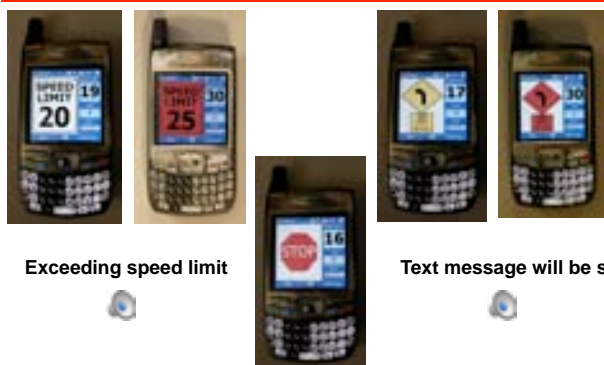 SPEED
LIMIT
20
19
SPEED
LIMIT
25
30
17
30
STOP
16
Exceeding speed limit
Text message will be s